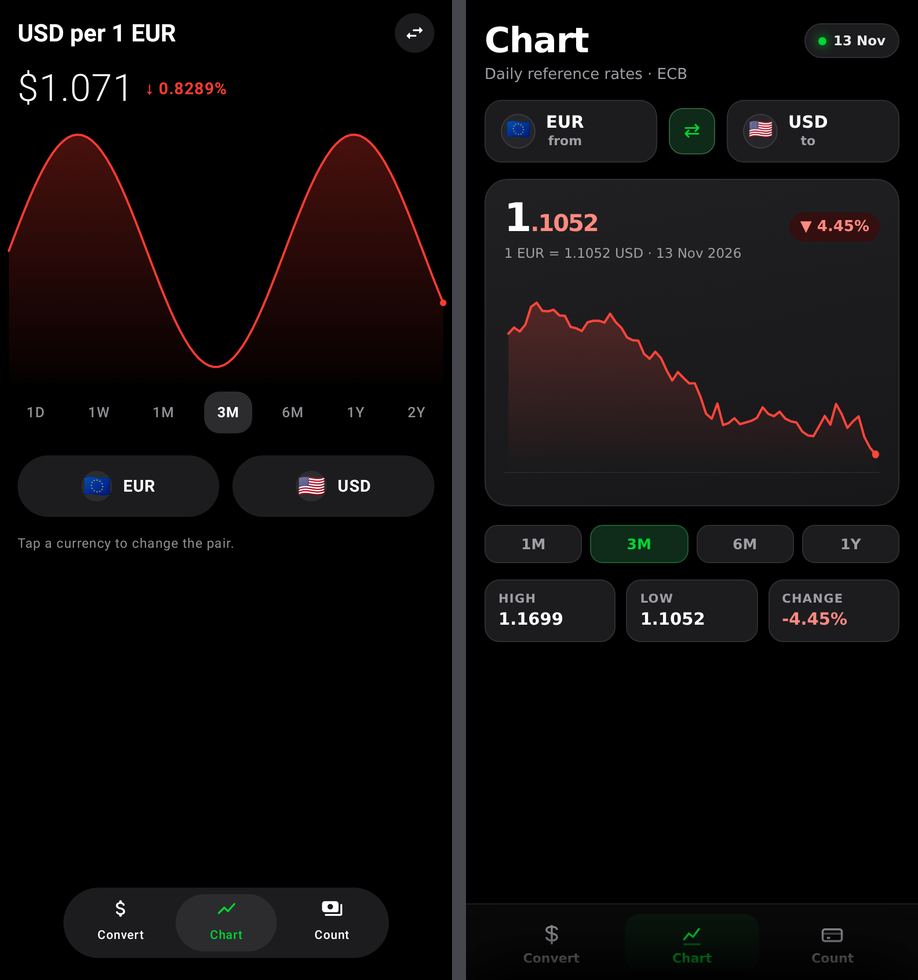 USD per 1 EUR
$1.071 ↓ 0.8289%
1D 1W 1M 3M 6M 1Y 2Y
EUR USD
Tap a currency to change the pair.
Convert Chart Count
Chart
13 Nov
Daily reference rates · ECB
EUR
from
⇄
USD
to
1.1052
▼ 4.45%
1 EUR = 1.1052 USD · 13 Nov 2026
1M 3M 6M 1Y
HIGH
1.1699
LOW
1.1052
CHANGE
-4.45%
Convert Chart Count